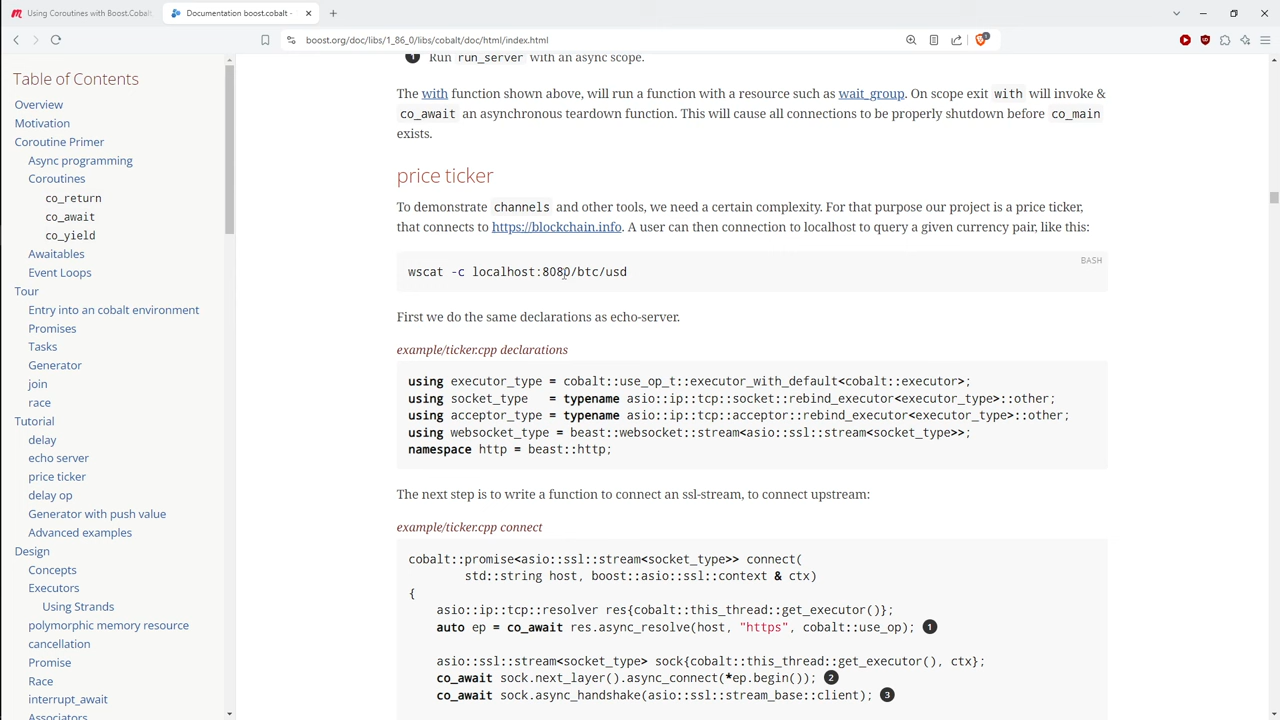 Using Coroutines with Boost.Cobalt
Documentation boost.cobalt -
boost.org/doc/libs/1_86_0/libs/cobalt/doc/html/index.html
1
Table of Contents
Overview
Motivation
Coroutine Primer
Async programming
Coroutines
co_return
co_await
co_yield
Awaitables
Event Loops
Tour
Entry into an cobalt environment
Promises
Tasks
Generator
join
race
Tutorial
delay
echo server
price ticker
delay op
Generator with push value
Advanced examples
Design
Concepts
Executors
Using Strands
polymorphic memory resource
cancellation
Promise
Race
interrupt_await
Associators
1 Run run_server with an async scope.
The with function shown above, will run a function with a resource such as wait_group. On scope exit with will invoke &
co_await an asynchronous teardown function. This will cause all connections to be properly shutdown before co_main
exists.
price ticker
To demonstrate channels and other tools, we need a certain complexity. For that purpose our project is a price ticker,
that connects to https://blockchain.info. A user can then connection to localhost to query a given currency pair, like this:
BASH
wscat -c localhost:8080/btc/usd
First we do the same declarations as echo-server.
example/ticker.cpp declarations
using executor_type = cobalt::use_op_t::executor_with_default<cobalt::executor>;
using socket_type   = typename asio::ip::tcp::socket::rebind_executor<executor_type>::other;
using acceptor_type = typename asio::ip::tcp::acceptor::rebind_executor<executor_type>::other;
using websocket_type = beast::websocket::stream<asio::ssl::stream<socket_type>>;
namespace http = beast::http;
The next step is to write a function to connect an ssl-stream, to connect upstream:
example/ticker.cpp connect
cobalt::promise<asio::ssl::stream<socket_type>> connect(
        std::string host, boost::asio::ssl::context & ctx)
{
    asio::ip::tcp::resolver res{cobalt::this_thread::get_executor()};
    auto ep = co_await res.async_resolve(host, "https", cobalt::use_op); 1
    asio::ssl::stream<socket_type> sock{cobalt::this_thread::get_executor(), ctx};
    co_await sock.next_layer().async_connect(*ep.begin()); 2
    co_await sock.async_handshake(asio::ssl::stream_base::client); 3